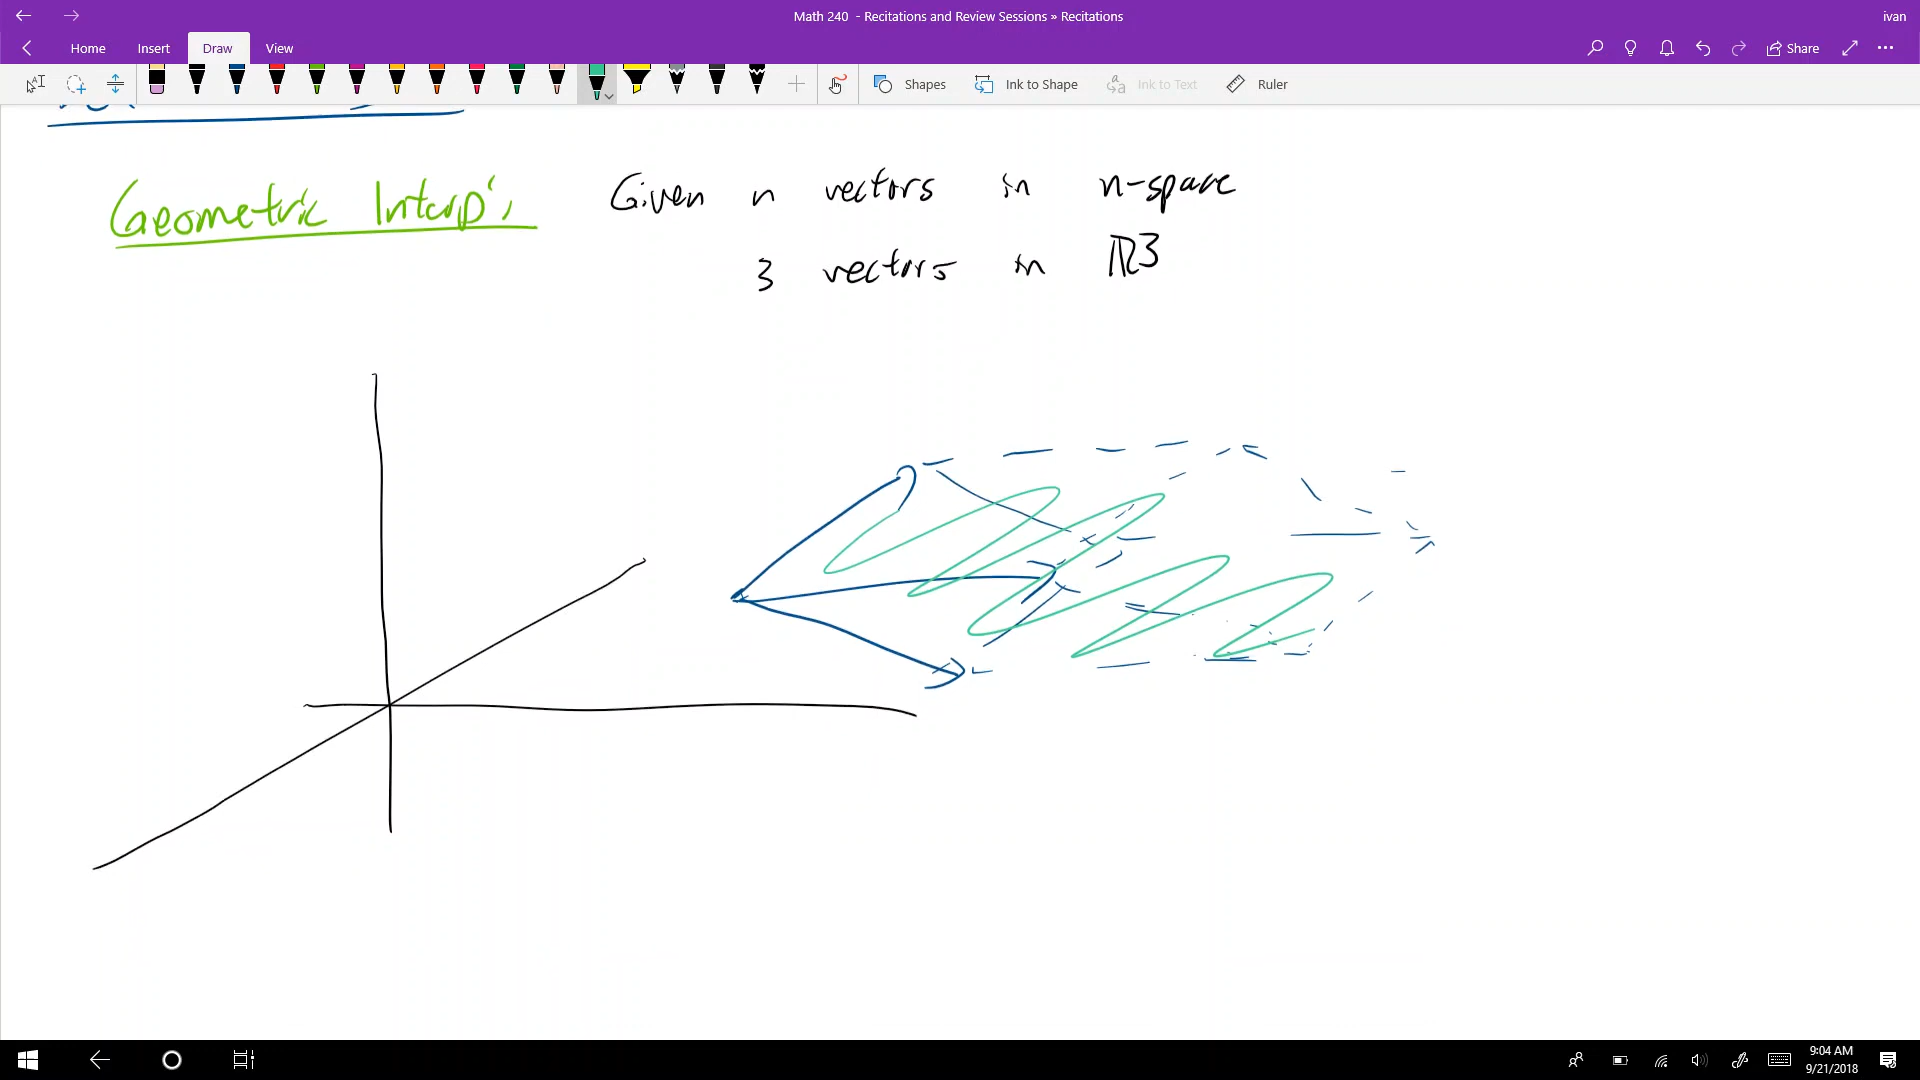 Math 240 - Recitations and Review Sessions » Recitations
ivan
Home Insert Draw View
Share
Shapes Ink to Shape Ink to Text Ruler
Geometric Interp:
Given n vectors in n-space
3 vectors in ℝ3
9:04 AM
9/21/2018